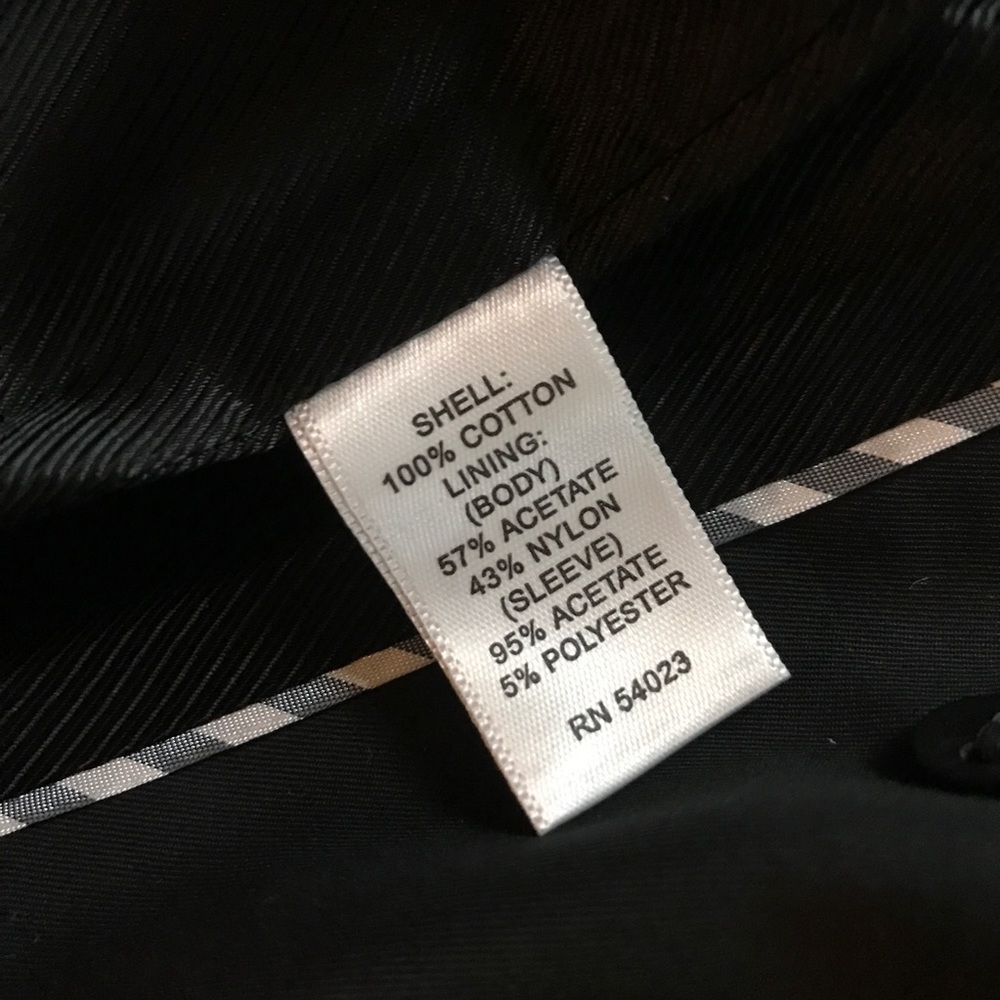 SHELL:
100% COTTON
LINING:
(BODY)
57% ACETATE
43% NYLON
(SLEEVE)
95% ACETATE
5% POLYESTER
RN 54023